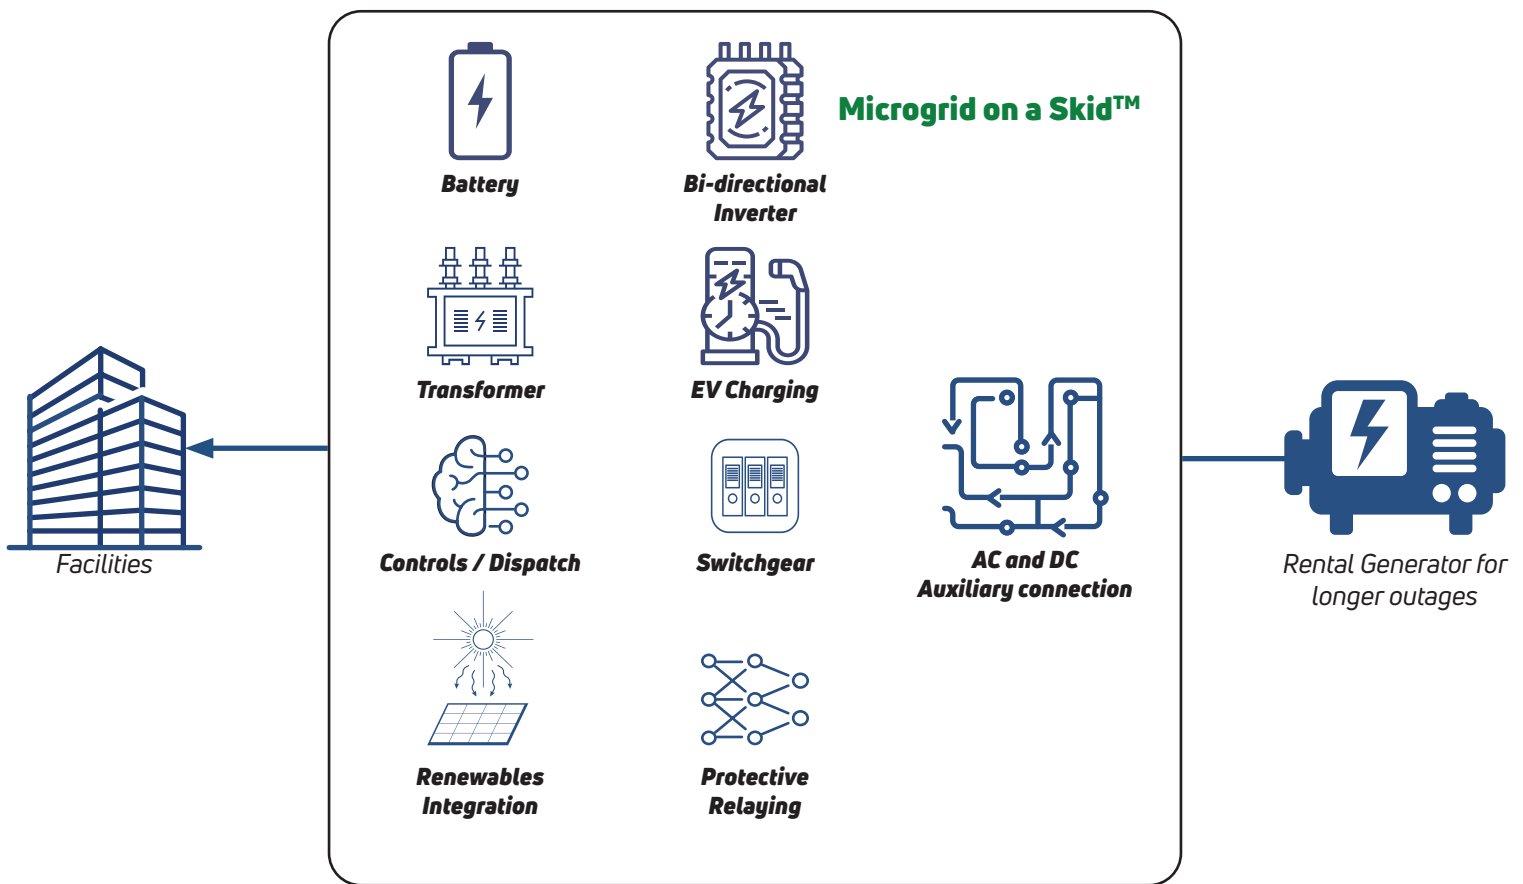 Microgrid on a Skid™
Battery
Bi-directional
Inverter
Transformer
EV Charging
Controls / Dispatch
Switchgear
AC and DC
Auxiliary connection
Renewables
Integration
Protective
Relaying
Facilities
Rental Generator for
longer outages